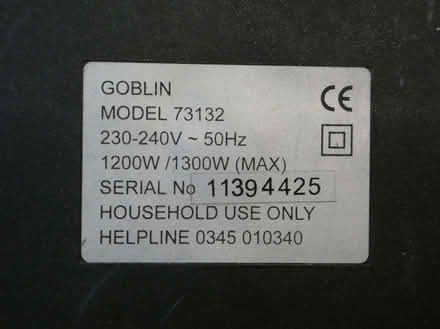 GOBLIN
MODEL 73132
230-240V ~ 50Hz
1200W /1300W (MAX)
SERIAL No 11394425
HOUSEHOLD USE ONLY
HELPLINE 0345 010340
CE